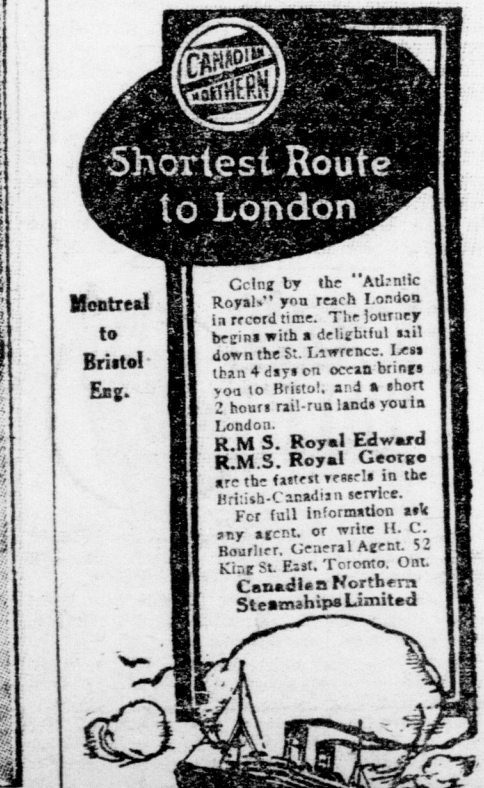 CANADIAN
NORTHERN
Shortest Route
to London
Montreal
to
Bristol
Eng.
Going by the "Atlantic
Royals" you reach London
in record time. The journey
begins with a delightful sail
down the St. Lawrence. Less
than 4 days on ocean brings
you to Bristol, and a short
2 hours rail-run lands you in
London.
R.M.S. Royal Edward
R.M.S. Royal George
are the fastest vessels in the
British-Canadian service.
For full information ask
any agent, or write H. C.
Bourlier, General Agent, 52
King St. East, Toronto, Ont.
Canadian Northern
Steamships Limited